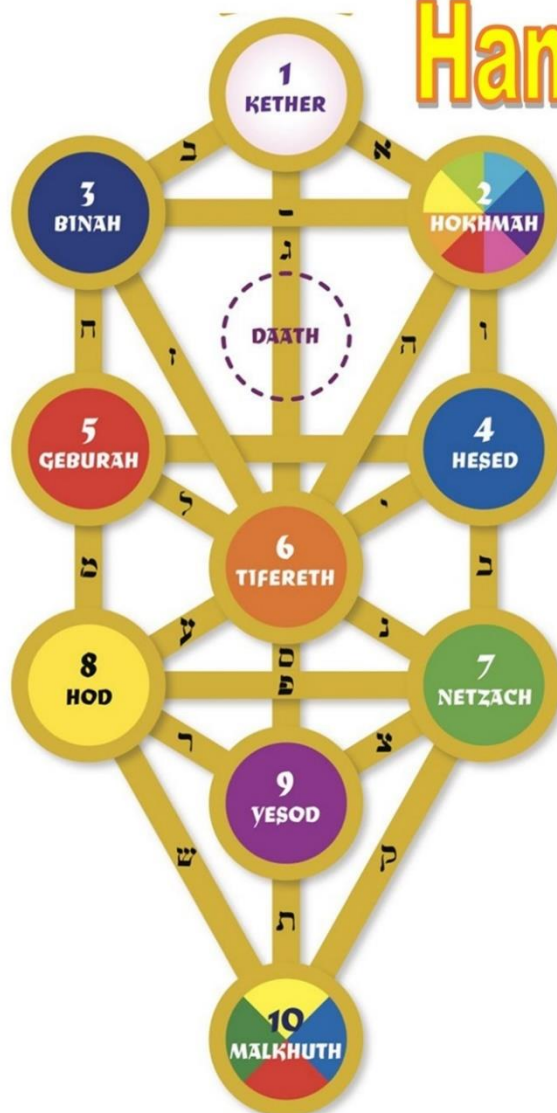 Han
1
KETHER
ב
א
3
BINAH
2
HOKHMAH
ג
DAATH
ח
ז
ה
ו
5
GEBURAH
4
HESED
ל
י
6
TIFERETH
מ
ס
פ
8
HOD
7
NETZACH
ר
צ
9
YESOD
ש
ק
ת
10
MALKHUTH